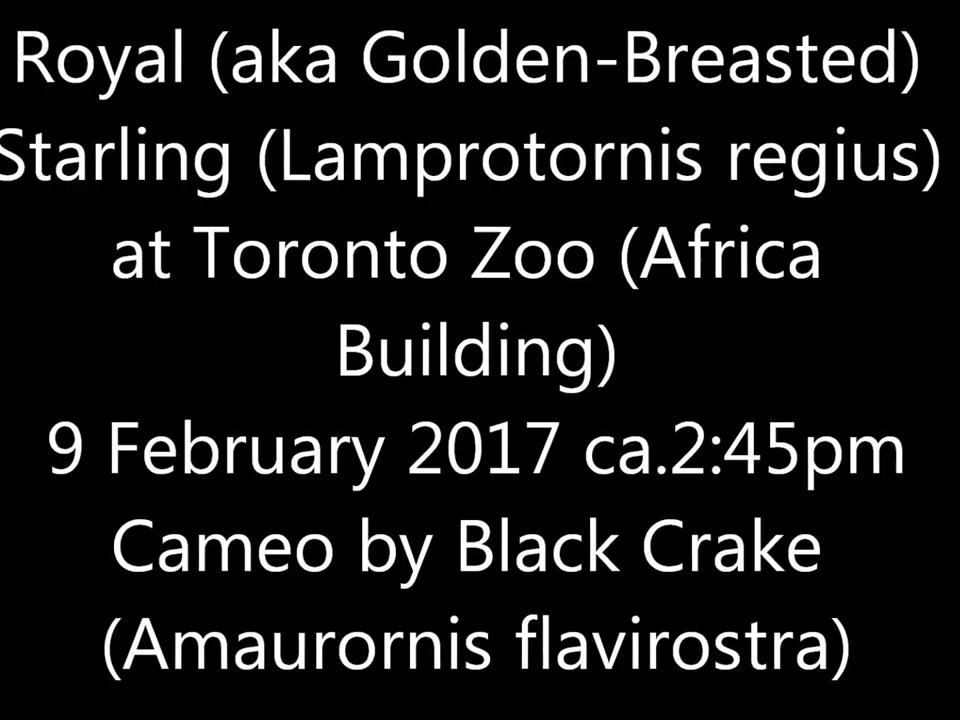 Royal (aka Golden-Breasted)
Starling (Lamprotornis regius)
at Toronto Zoo (Africa
Building)
9 February 2017 ca.2:45pm
Cameo by Black Crake
(Amaurornis flavirostra)